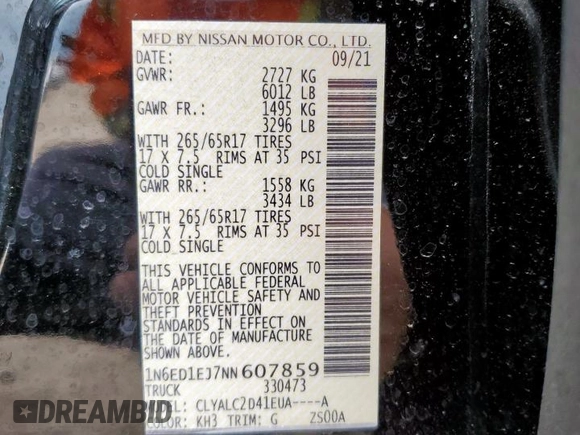 MFD BY NISSAN MOTOR CO., LTD.
DATE: 09/21
GVWR: 2727 KG
6012 LB
GAWR FR.: 1495 KG
3296 LB
WITH 265/65R17 TIRES
17 X 7.5 RIMS AT 35 PSI
COLD SINGLE
GAWR RR.: 1558 KG
3434 LB
WITH 265/65R17 TIRES
17 X 7.5 RIMS AT 35 PSI
COLD SINGLE
THIS VEHICLE CONFORMS TO
ALL APPLICABLE FEDERAL
MOTOR VEHICLE SAFETY AND
THEFT PREVENTION
STANDARDS IN EFFECT ON
THE DATE OF MANUFACTURE
SHOWN ABOVE.
1N6ED1EJ7NN607859
TRUCK 330473
CLYALC2D41EUA----A
COLOR: KH3 TRIM: G ZS00A
DIDCARHISTORY